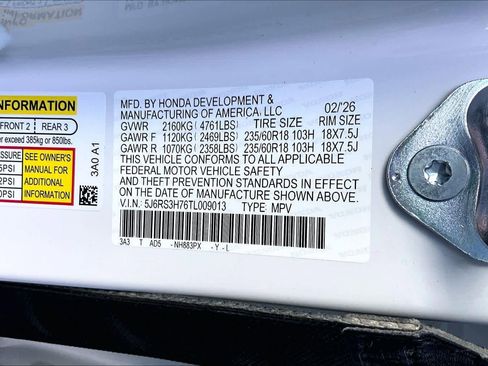 INFORMATION
FRONT 2 REAR 3
er exceed 385kg or 850lbs.
SEE OWNER'S
MANUAL FOR
ADDITIONAL
INFORMATION
3A0 A1
MFD. BY HONDA DEVELOPMENT & 02/'26
MANUFACTURING OF AMERICA, LLC
GVWR 2160KG( 4761LBS) TIRE SIZE RIM SIZE
GAWR F 1120KG( 2469LBS) 235/60R18 103H 18X7.5J
GAWR R 1070KG( 2358LBS) 235/60R18 103H 18X7.5J
THIS VEHICLE CONFORMS TO ALL APPLICABLE
FEDERAL MOTOR VEHICLE SAFETY
AND THEFT PREVENTION STANDARDS IN EFFECT
ON THE DATE OF MANUFACTURE SHOWN ABOVE.
V.I.N.: 5J6RS3H76TL009013 TYPE: MPV
3A3 T AD5 -NH883PX -Y-L